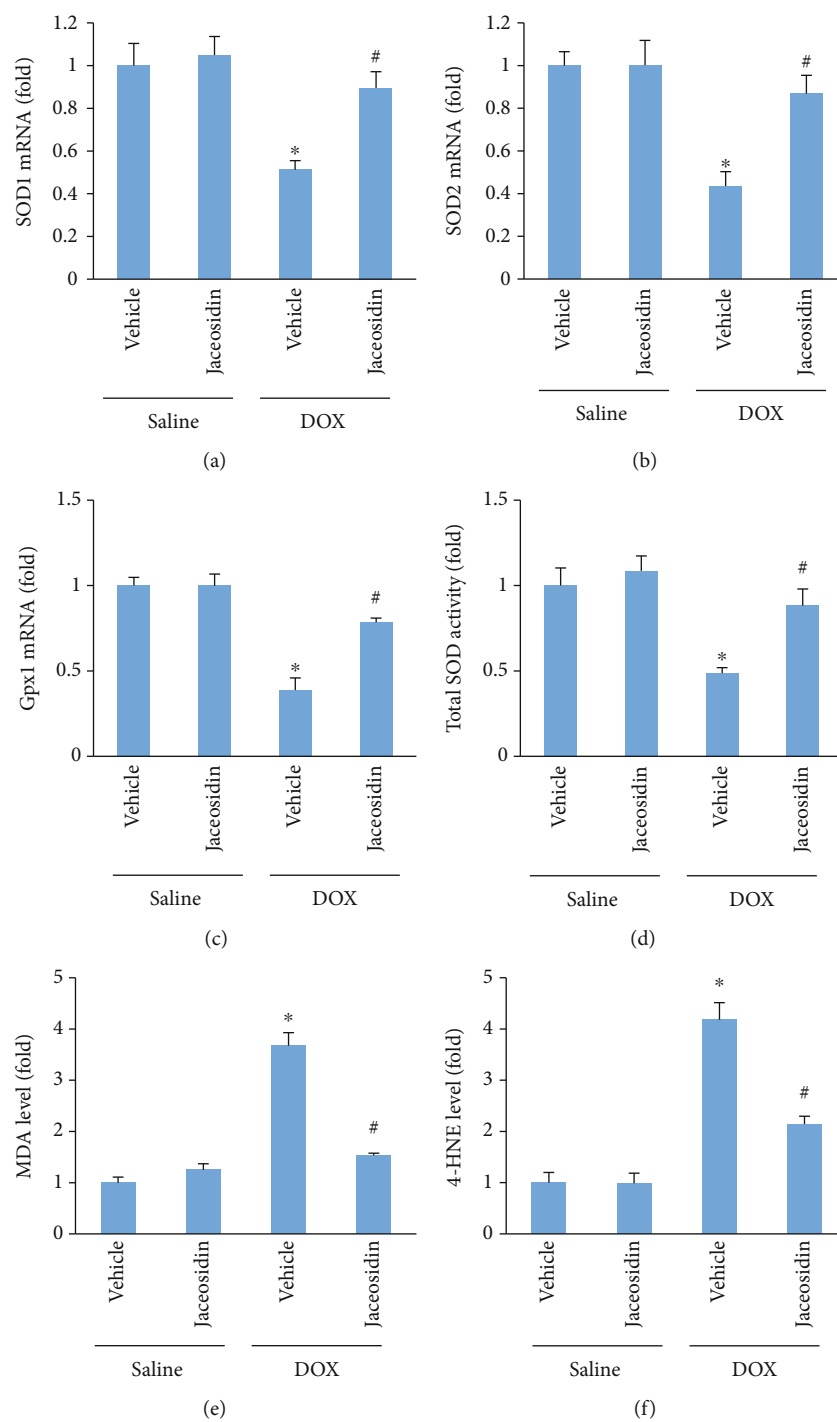 1.2
1
0.8
0.6
0.4
0.2
0
SOD1 mRNA (fold)
*
#
Vehicle
Jaceosidin
Vehicle
Jaceosidin
Saline
DOX
(a)
1.2
1
0.8
0.6
0.4
0.2
0
SOD2 mRNA (fold)
*
#
Vehicle
Jaceosidin
Vehicle
Jaceosidin
Saline
DOX
(b)
1.5
1
0.5
0
Gpx1 mRNA (fold)
*
#
Vehicle
Jaceosidin
Vehicle
Jaceosidin
Saline
DOX
(c)
1.5
1
0.5
0
Total SOD activity (fold)
*
#
Vehicle
Jaceosidin
Vehicle
Jaceosidin
Saline
DOX
(d)
5
4
3
2
1
0
MDA level (fold)
*
#
Vehicle
Jaceosidin
Vehicle
Jaceosidin
Saline
DOX
(e)
5
4
3
2
1
0
4-HNE level (fold)
*
#
Vehicle
Jaceosidin
Vehicle
Jaceosidin
Saline
DOX
(f)